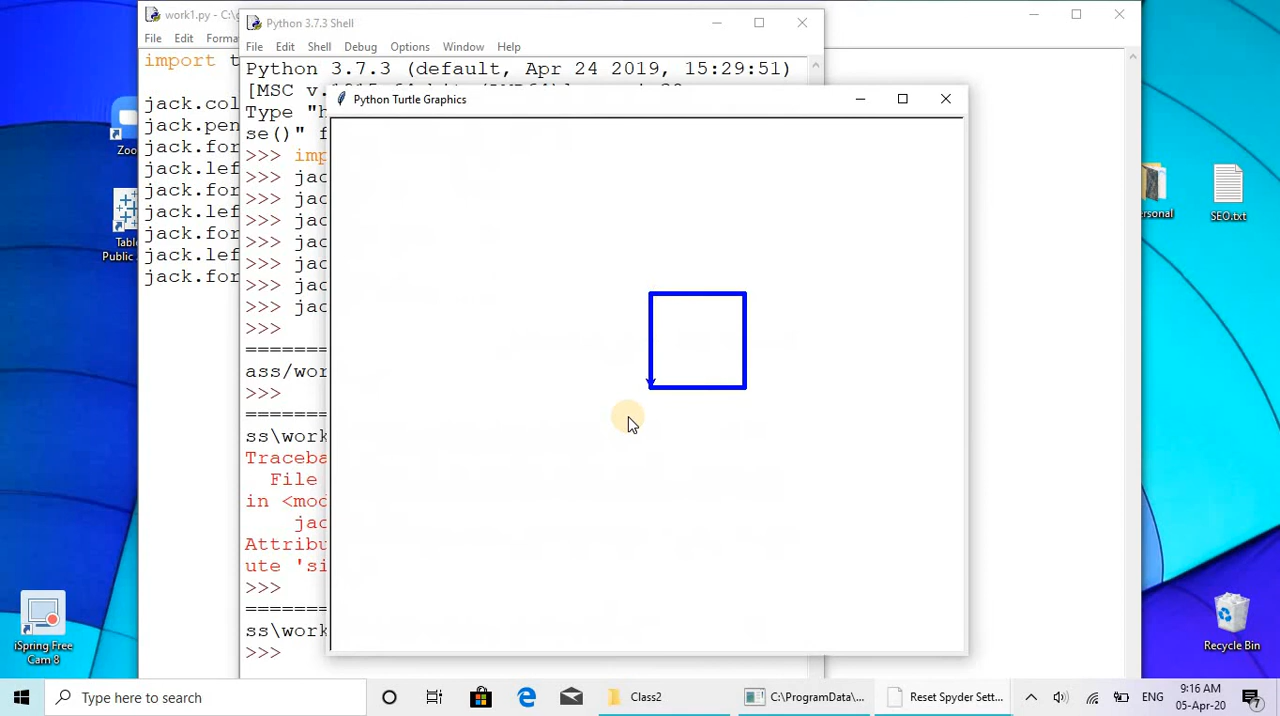 work1.py - C:\
File Edit Forma
import t
jack.col
jack.pen
jack.for
jack.lef
jack.for
jack.lef
jack.for
jack.lef
jack.for
Python 3.7.3 Shell
File Edit Shell Debug Options Window Help
Python 3.7.3 (default, Apr 24 2019, 15:29:51)
[MSC v.
Type "h
se()" f
>>> imp
>>> jac
>>> jac
>>> jac
>>> jac
>>> jac
>>> jac
>>> jac
>>>
========
ass/wor
>>>
========
ss\work
Traceba
File
in <mod
jac
Attribu
ute 'si
>>>
========
ss\work
>>>
Python Turtle Graphics
Zoo
Tabl
Public
iSpring Free
Cam 8
ersonal
SEO.txt
Recycle Bin
Type here to search
Class2
C:\ProgramData\...
Reset Spyder Sett...
ENG
9:16 AM
05-Apr-20
7